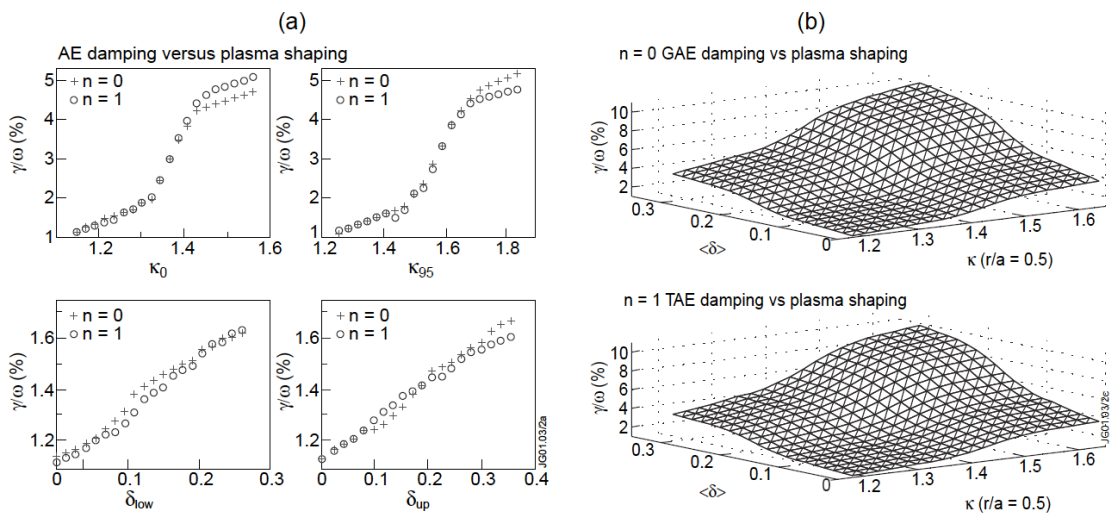 (a)
AE damping versus plasma shaping
+ n = 0
○ n = 1
γ/ω (%)
5
4
3
2
1
1.2
1.4
1.6
κ0
+ n = 0
○ n = 1
γ/ω (%)
5
4
3
2
1
1.2
1.4
1.6
1.8
κ95
+ n = 0
○ n = 1
γ/ω (%)
1.6
1.4
1.2
0
0.1
0.2
0.3
δlow
+ n = 0
○ n = 1
γ/ω (%)
1.6
1.4
1.2
0
0.1
0.2
0.3
0.4
δup
JG01.03/2a
(b)
n = 0 GAE damping vs plasma shaping
γ/ω (%)
10
8
6
4
2
0.3
0.2
0.1
0
<δ>
1.2
1.3
1.4
1.5
1.6
κ (r/a = 0.5)
n = 1 TAE damping vs plasma shaping
γ/ω (%)
10
8
6
4
2
0.3
0.2
0.1
0
<δ>
1.2
1.3
1.4
1.5
1.6
κ (r/a = 0.5)
JG01.03/2c